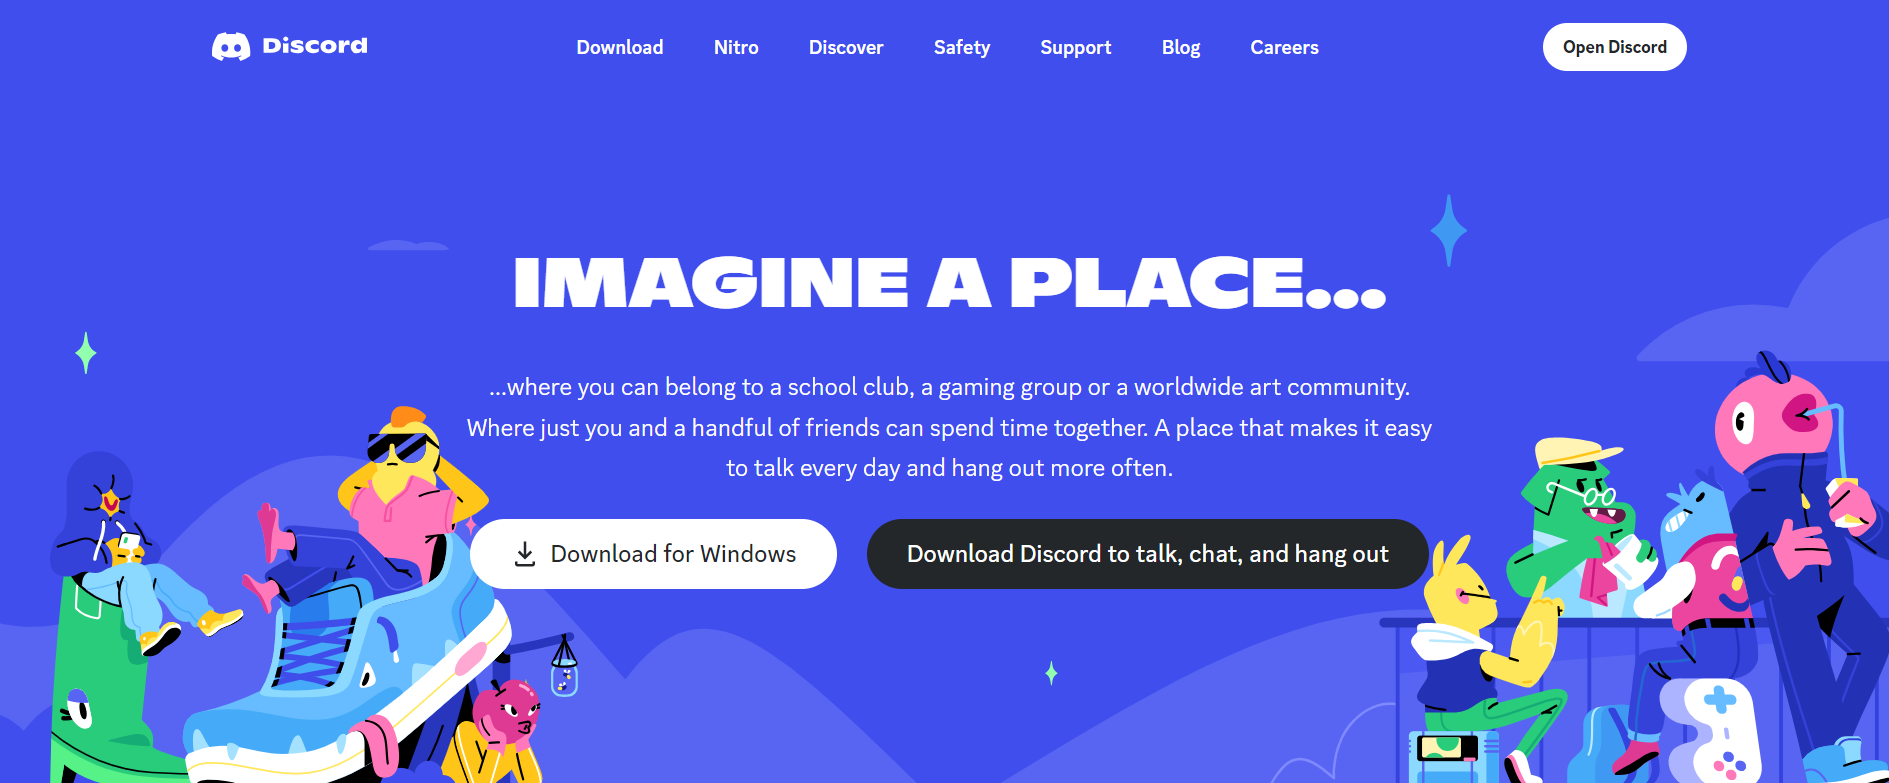 Discord
Download
Nitro
Discover
Safety
Support
Blog
Careers
Open Discord
IMAGINE A PLACE...
...where you can belong to a school club, a gaming group or a worldwide art community.
Where just you and a handful of friends can spend time together. A place that makes it easy
to talk every day and hang out more often.
Download for Windows
Download Discord to talk, chat, and hang out